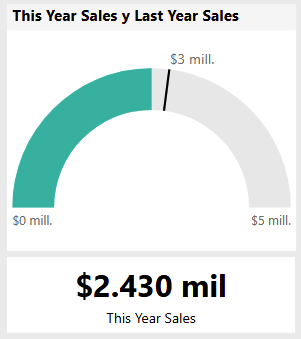 This Year Sales y Last Year Sales
$3 mill.
$0 mill.
$5 mill.
$2.430 mil
This Year Sales